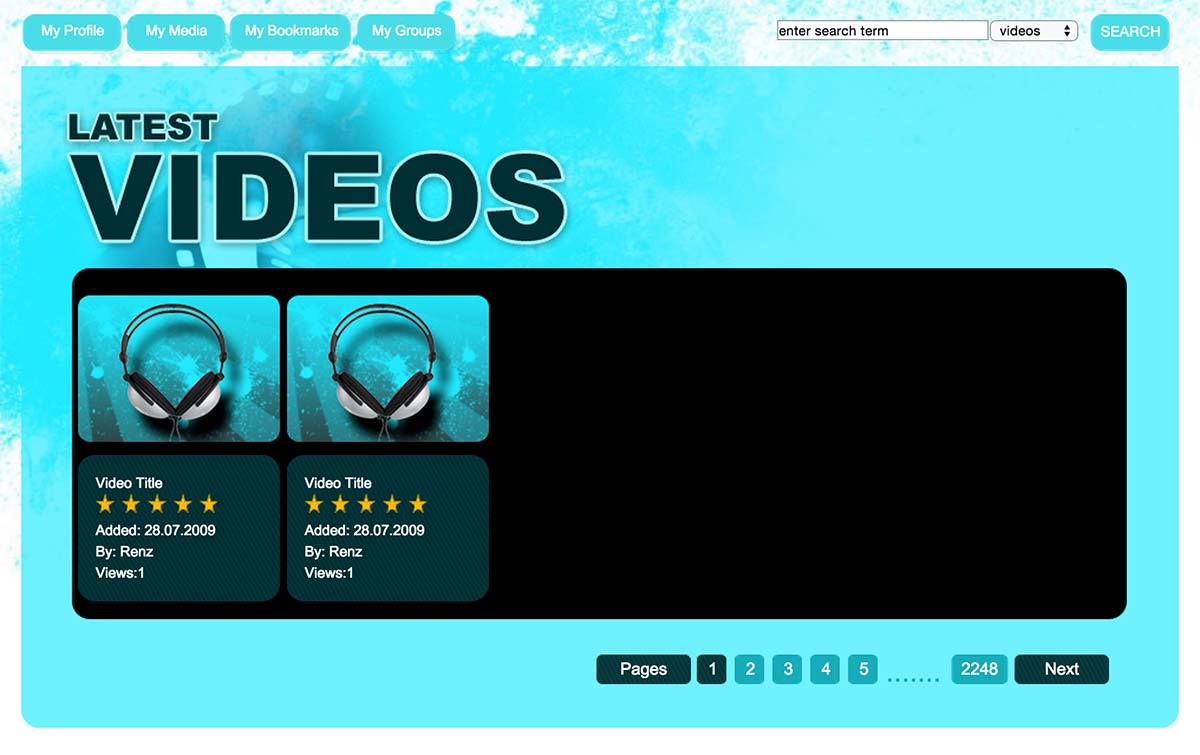 My Profile My Media My Bookmarks My Groups enter search term videos SEARCH
LATEST
VIDEOS
Video Title
Added: 28.07.2009
By: Renz
Views:1
Video Title
Added: 28.07.2009
By: Renz
Views:1
Pages 1 2 3 4 5 ....... 2248 Next